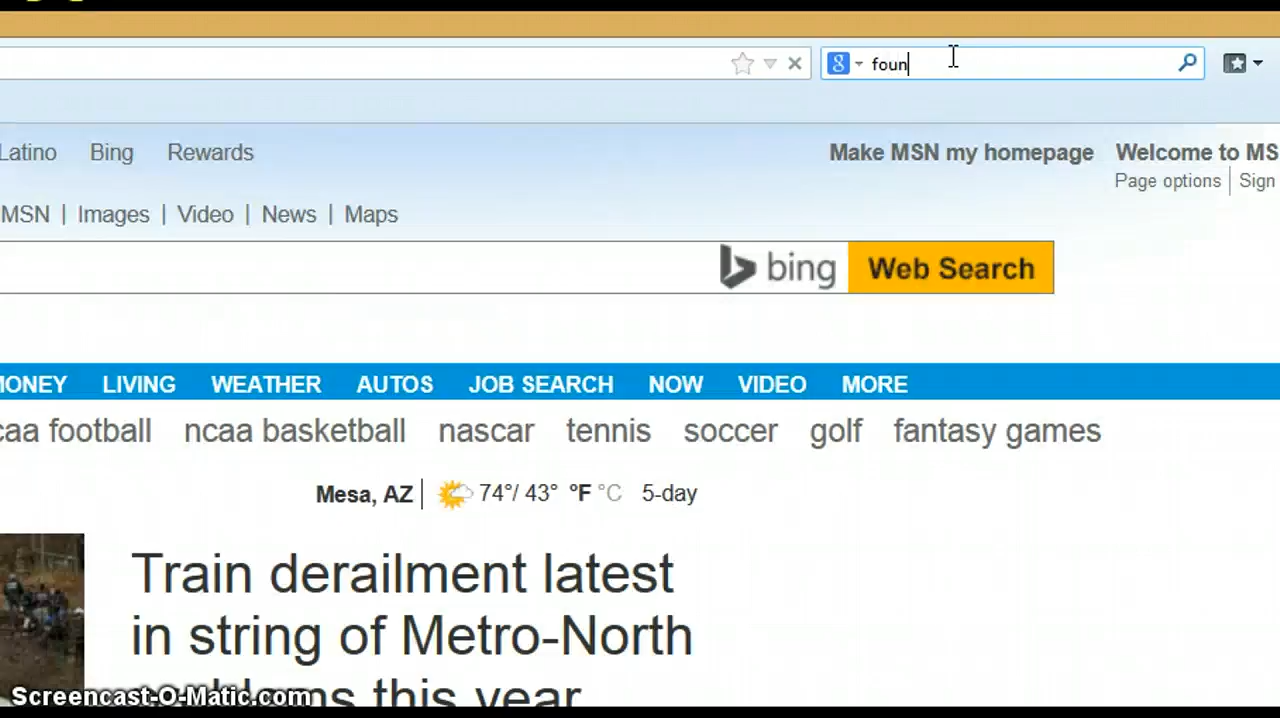 foun
Latino Bing Rewards Make MSN my homepage Welcome to MS
Page options | Sign
MSN | Images | Video | News | Maps
bing Web Search
MONEY LIVING WEATHER AUTOS JOB SEARCH NOW VIDEO MORE
caa football ncaa basketball nascar tennis soccer golf fantasy games
Mesa, AZ | 74°/ 43° °F °C 5-day
Train derailment latest
in string of Metro-North
this year
Screencast-O-Matic.com